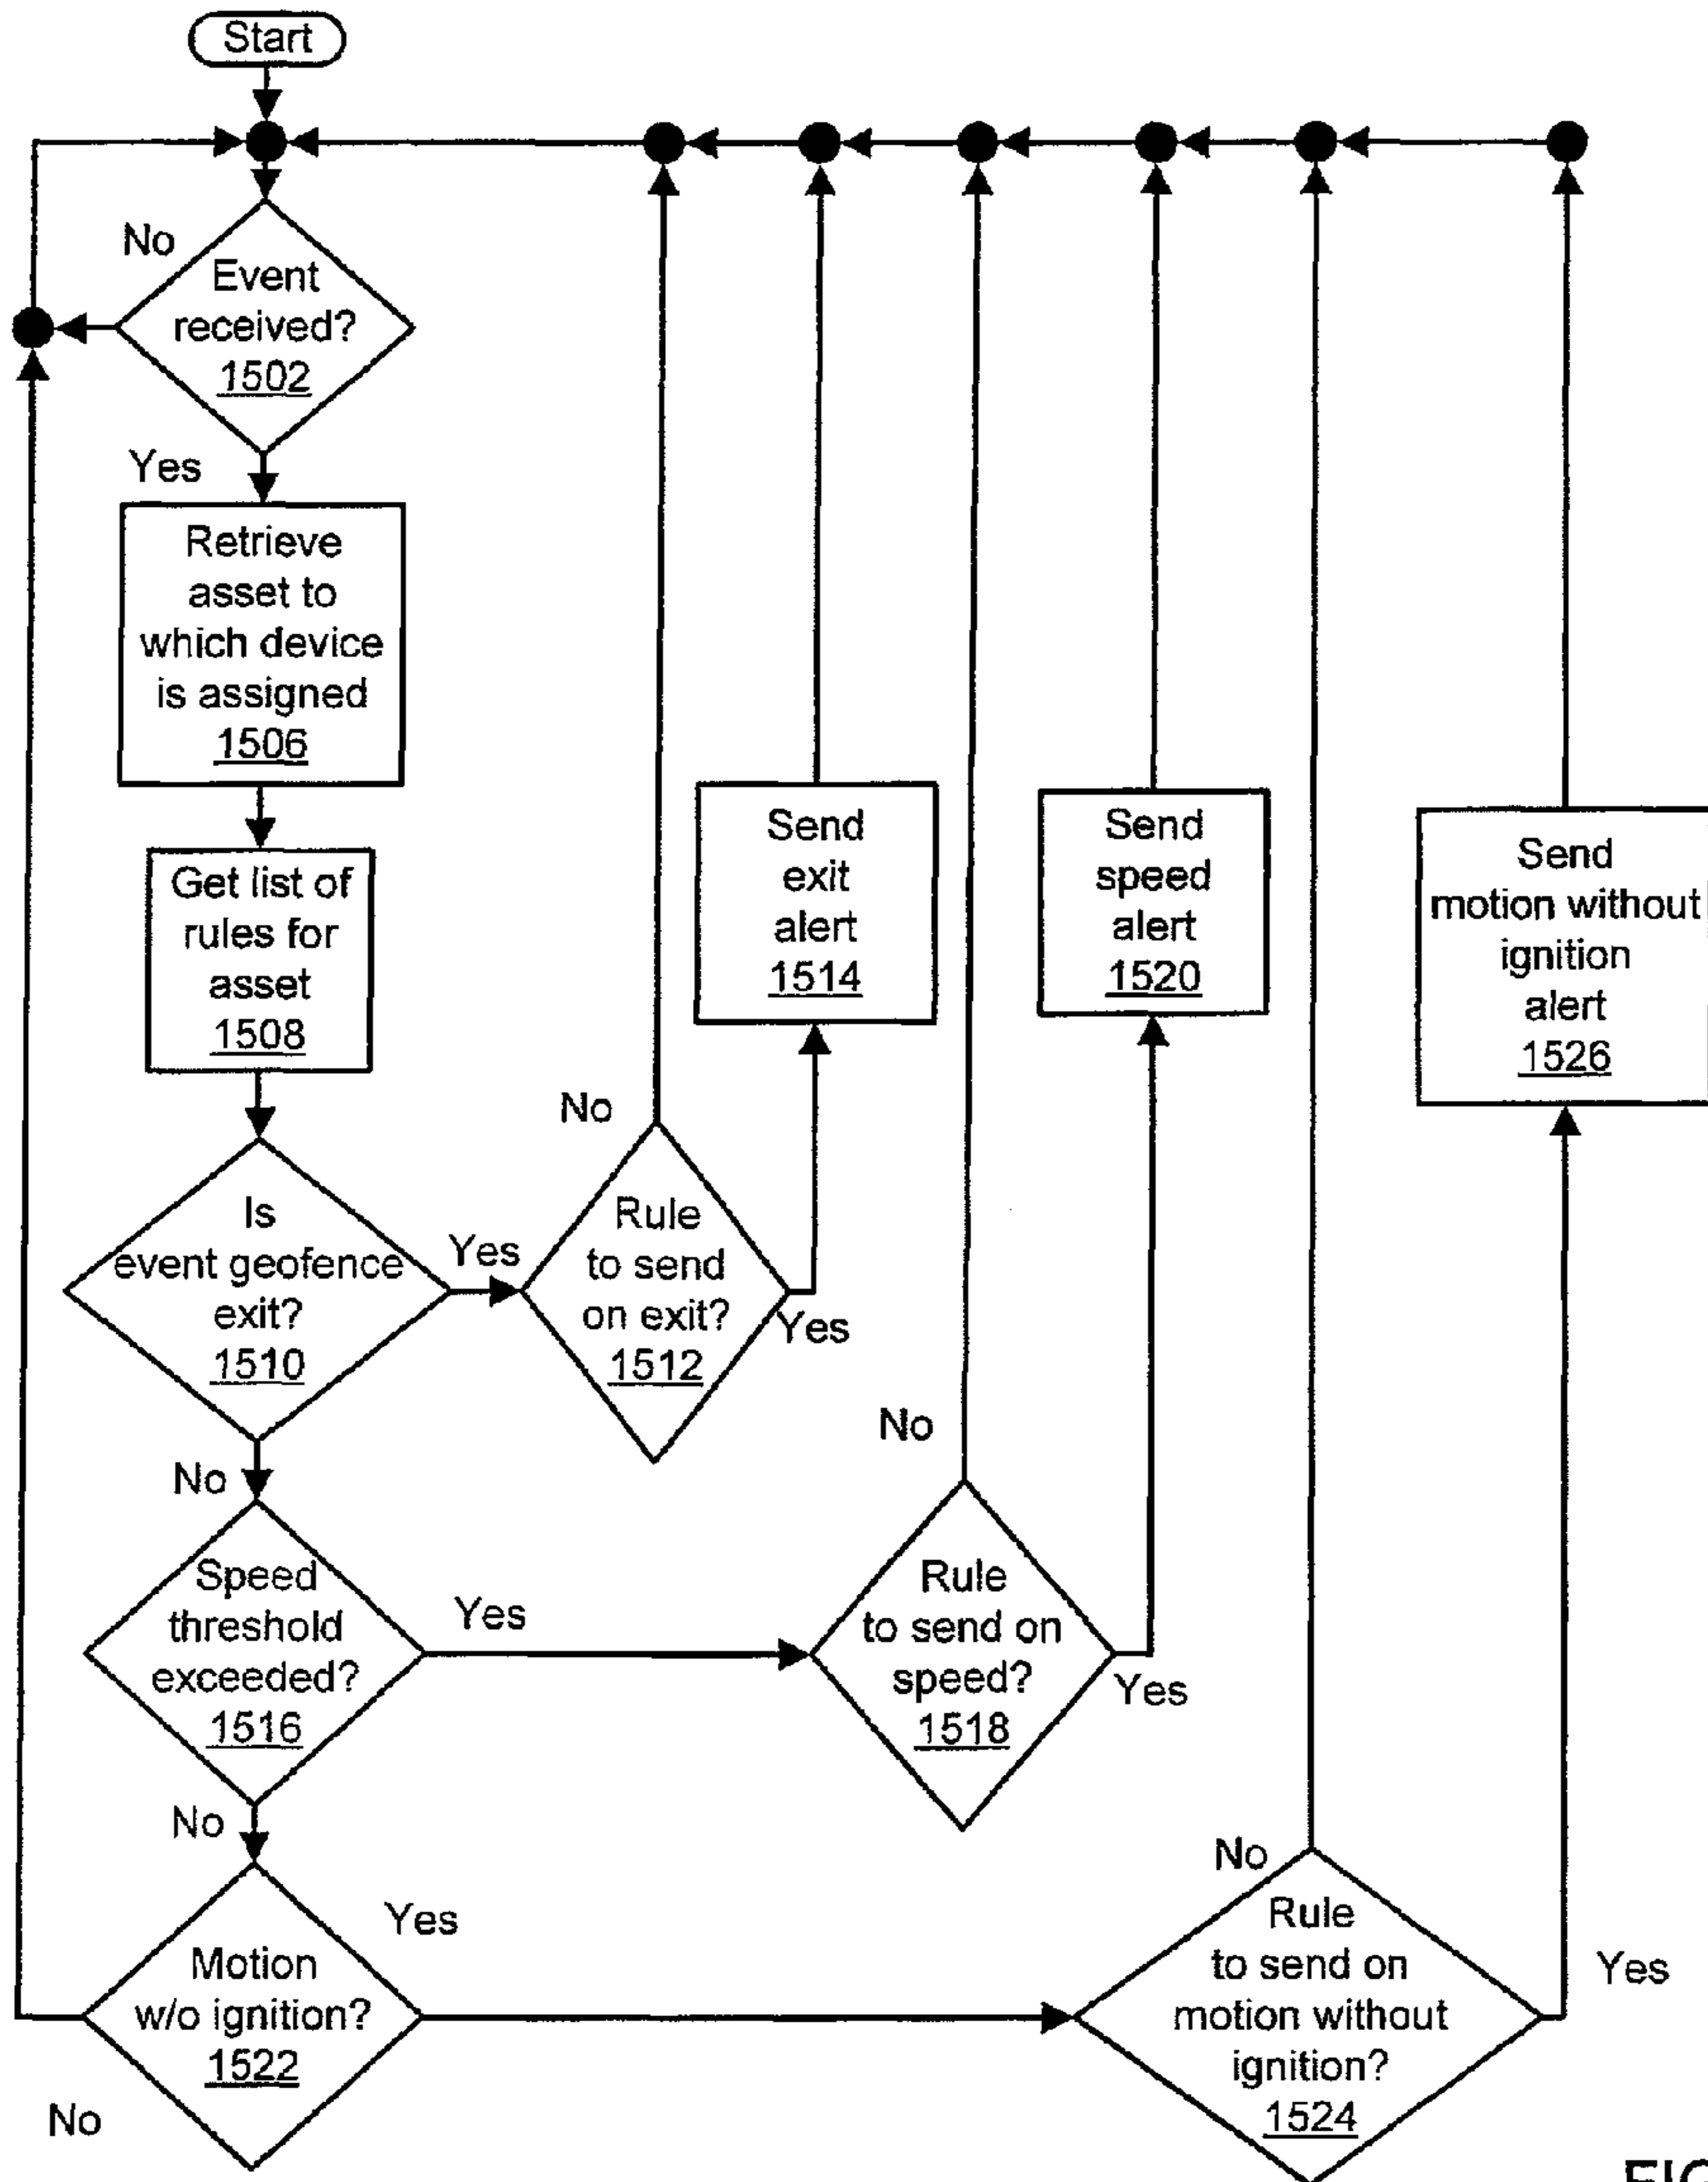 Start
No
Event
received?
1502
Yes
Retrieve
asset to
which device
is assigned
1506
Get list of
rules for
asset
1508
Is
event geofence
exit?
1510
Yes
No
Rule
to send
on exit?
1512
Yes
Send
exit
alert
1514
No
Speed
threshold
exceeded?
1516
Yes
No
Rule
to send on
speed?
1518
Yes
Send
speed
alert
1520
No
Motion
w/o ignition?
1522
No
Yes
No
Rule
to send on
motion without
ignition?
1524
Yes
Send
motion without
ignition
alert
1526